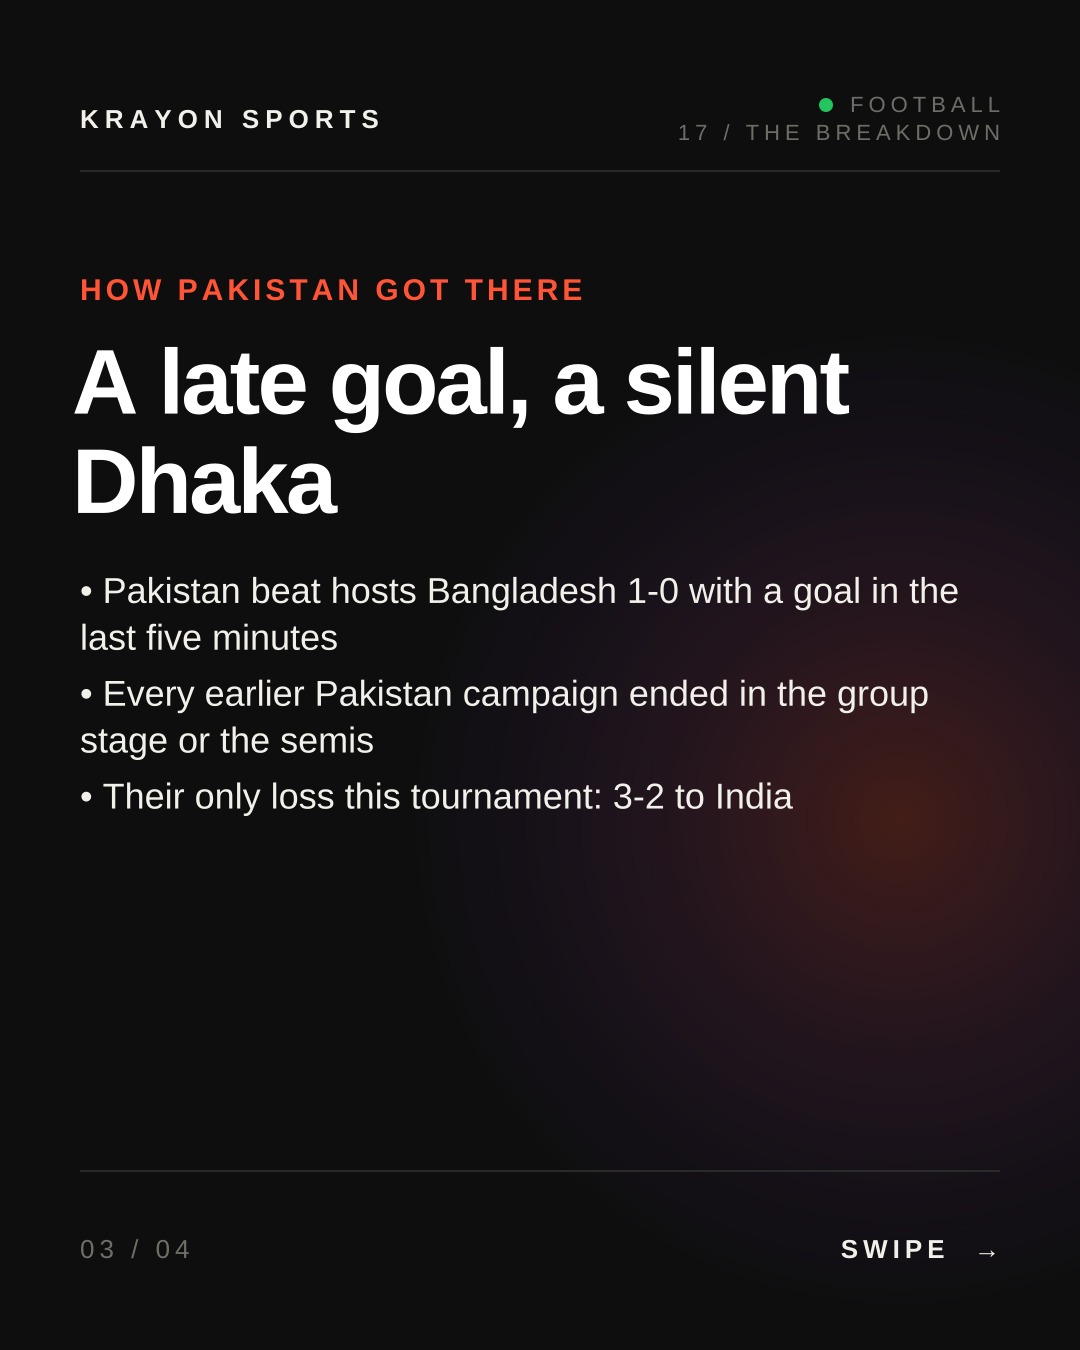 KRAYON SPORTS
FOOTBALL
17 / THE BREAKDOWN
HOW PAKISTAN GOT THERE
A late goal, a silent
Dhaka
• Pakistan beat hosts Bangladesh 1-0 with a goal in the
last five minutes
• Every earlier Pakistan campaign ended in the group
stage or the semis
• Their only loss this tournament: 3-2 to India
03 / 04
SWIPE →